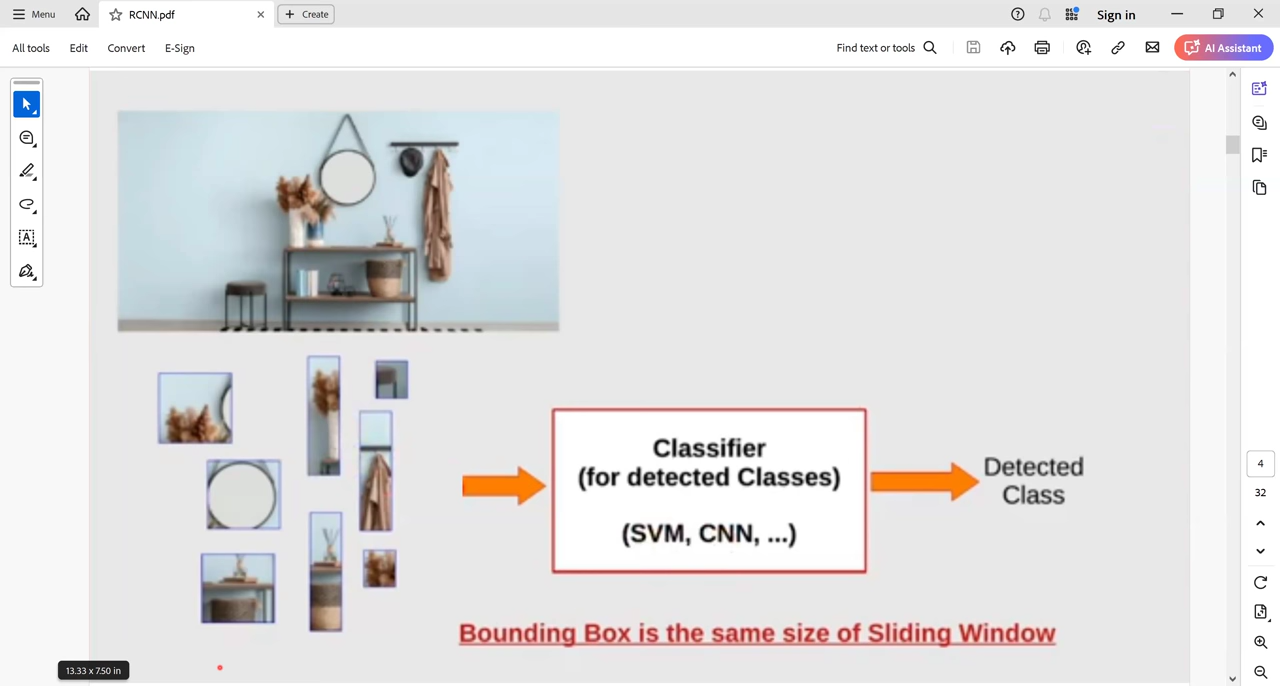 Menu
RCNN.pdf
Create
Sign in
All tools
Edit
Convert
E-Sign
Find text or tools
AI Assistant
Classifier
(for detected Classes)
(SVM, CNN, ...)
Detected
Class
Bounding Box is the same size of Sliding Window
4
32
13.33 x 7.50 in